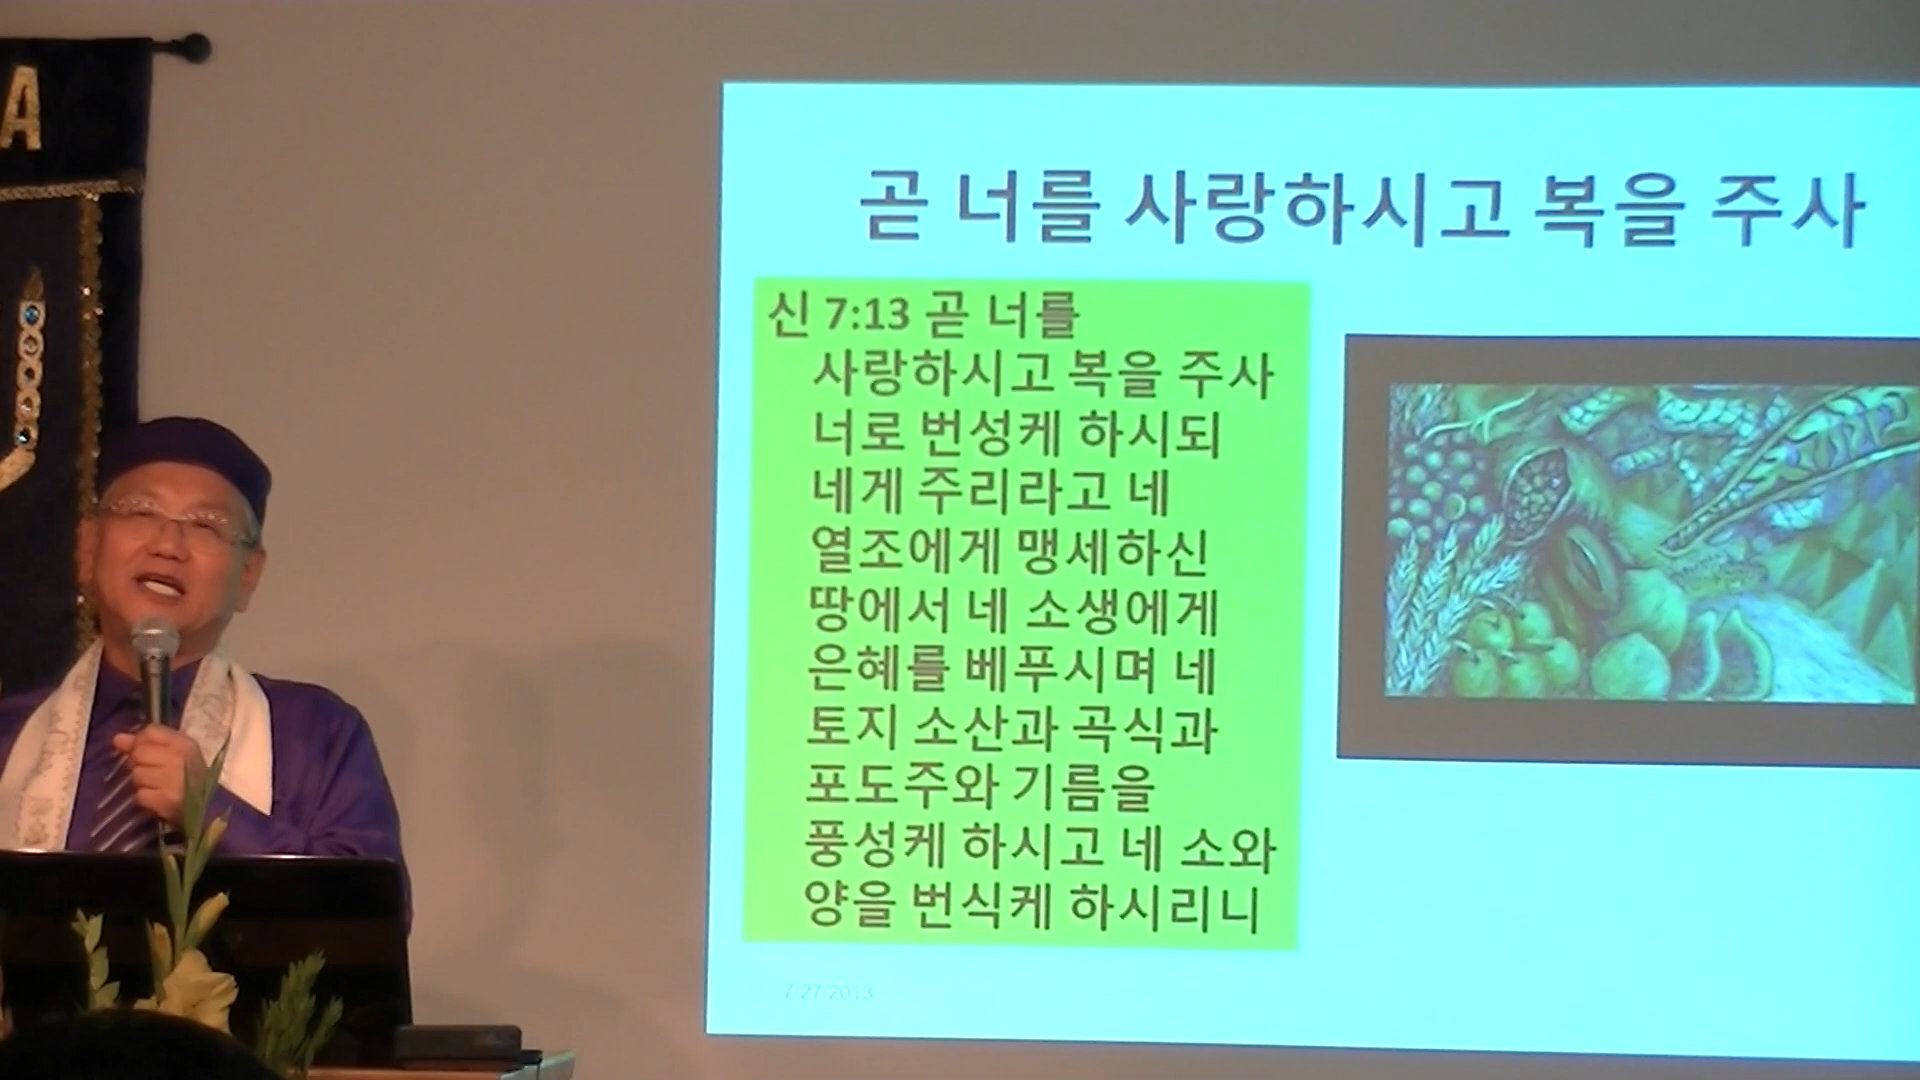 A
곧 너를 사랑하시고 복을 주사
신 7:13 곧 너를
사랑하시고 복을 주사
너로 번성케 하시되
네게 주리라고 네
열조에게 맹세하신
땅에서 네 소생에게
은혜를 베푸시며 네
토지 소산과 곡식과
포도주와 기름을
풍성케 하시고 네 소와
양을 번식케 하시리니
7/27/2013